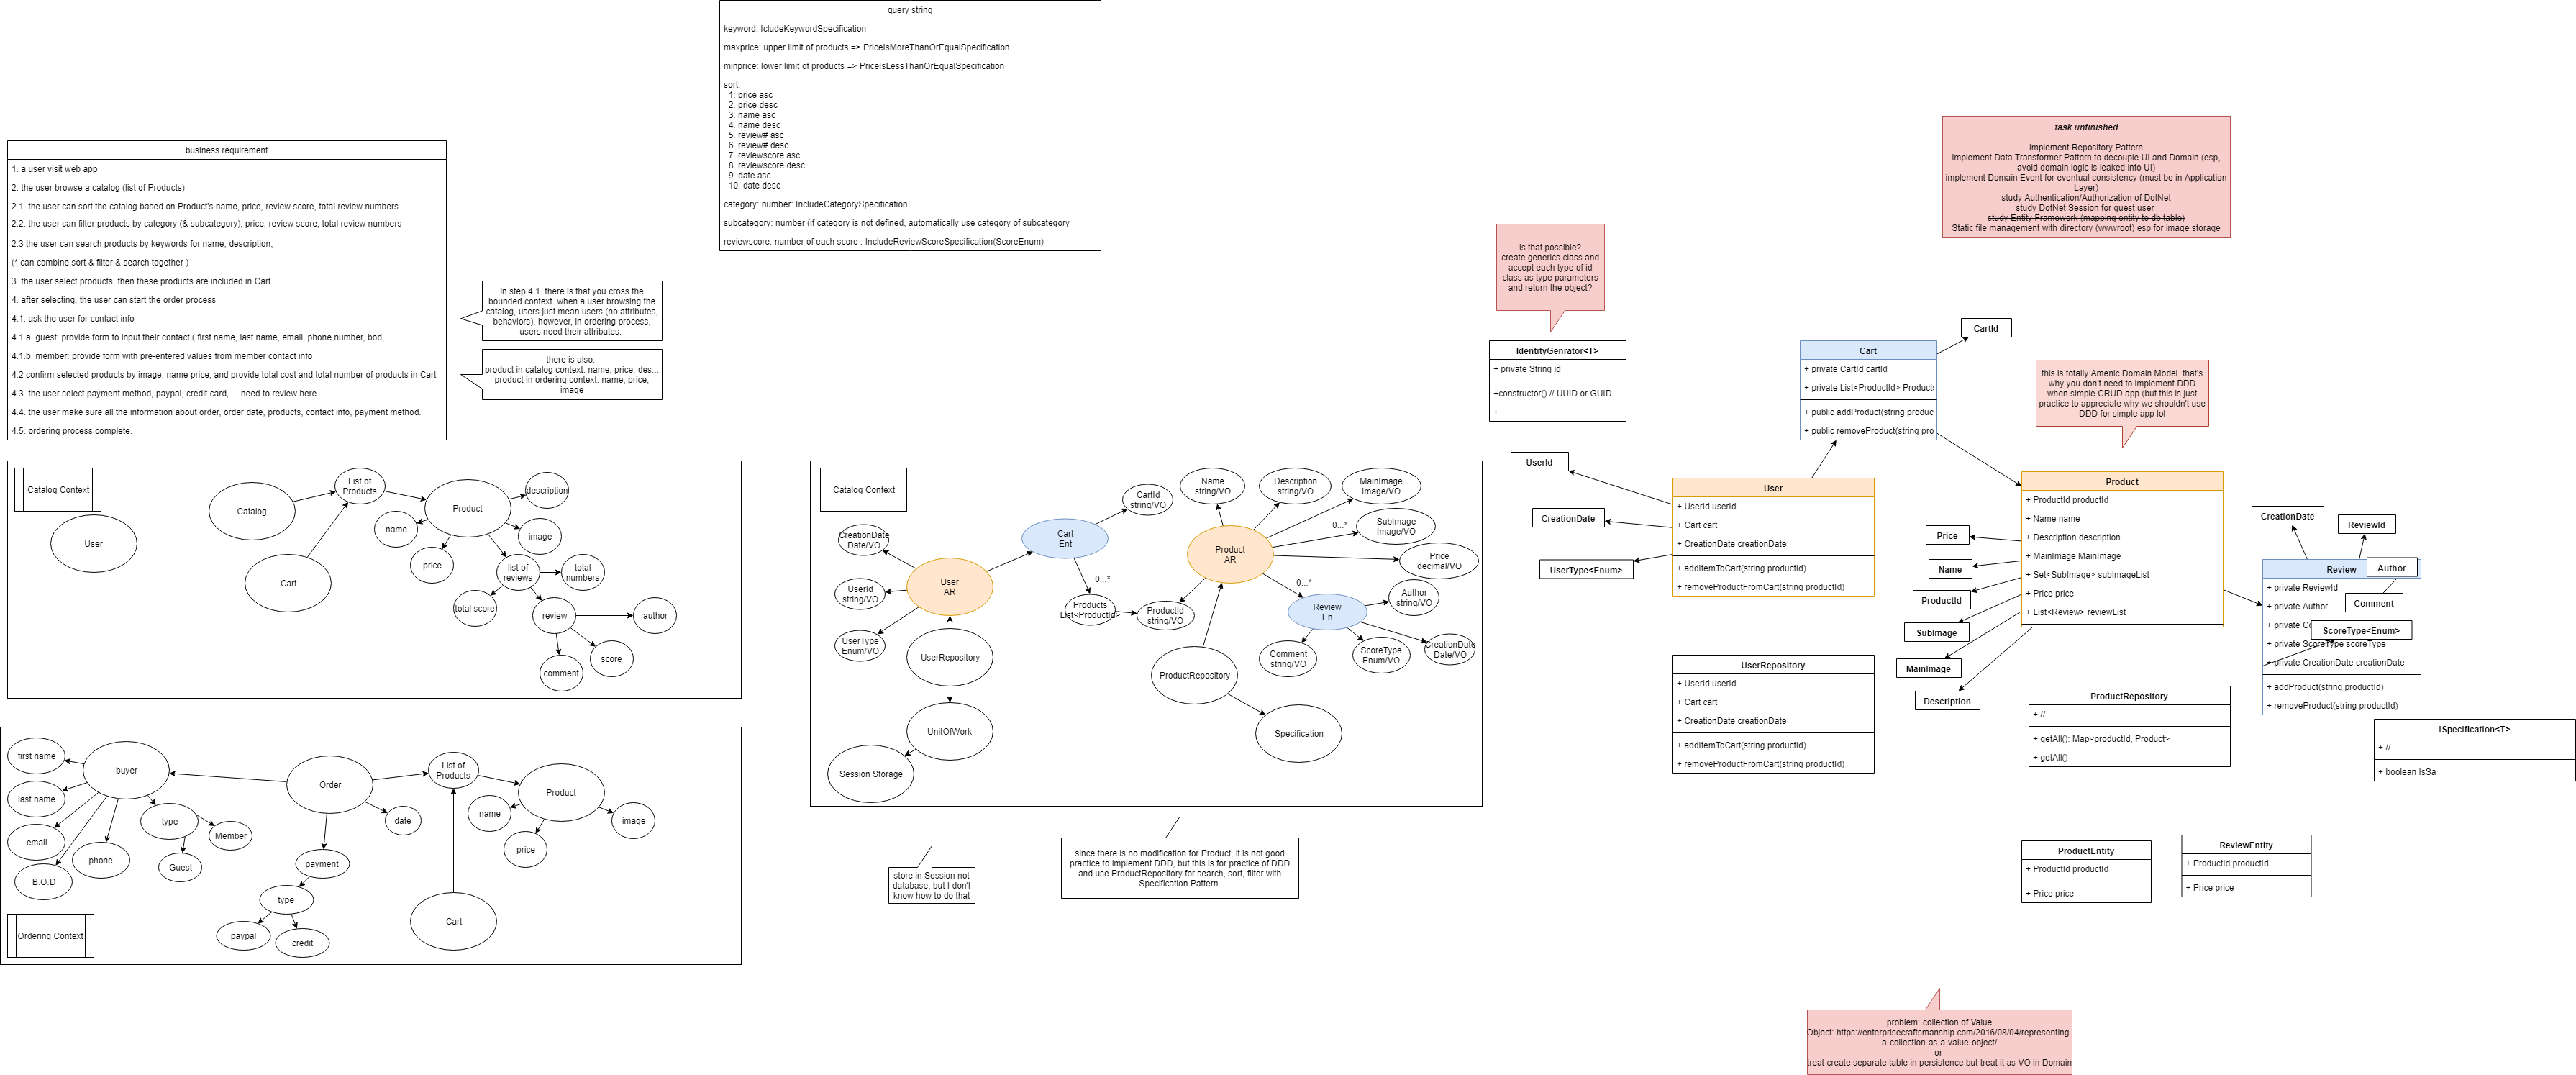 query string
keyword: IcludeKeywordSpecification
maxprice: upper limit of products => PriceIsMoreThanOrEqualSpecification
minprice: lower limit of products => PriceIsLessThanOrEqualSpecification
sort:
1. price asc
2. price desc
3. name asc
4. name desc
5. review# asc
6. review# desc
7. reviewscore asc
8. reviewscore desc
9. date asc
10. date desc
category: number: IncludeCategorySpecification
subcategory: number (if category is not defined, automatically use category of subcategory
reviewscore: number of each score : IncludeReviewScoreSpecification(ScoreEnum)
business requirement
1. a user visit web app
2. the user browse a catalog (list of Products)
2.1. the user can sort the catalog based on Product's name, price, review score, total review numbers
2.2. the user can filter products by category (& subcategory), price, review score, total review numbers
2.3 the user can search products by keywords for name, description,
(* can combine sort & filter & search together )
3. the user select products, then these products are included in Cart
4. after selecting, the user can start the order process
4.1. ask the user for contact info
4.1.a guest: provide form to input their contact ( first name, last name, email, phone number, bod,
4.1.b member: provide form with pre-entered values from member contact info
4.2 confirm selected products by image, name price, and provide total cost and total number of products in Cart
4.3. the user select payment method, paypal, credit card, ... need to review here
4.4. the user make sure all the information about order, order date, products, contact info, payment method.
4.5. ordering process complete.
in step 4.1. there is that you cross the
bounded context. when a user browsing the
catalog, users just mean users (no attributes,
behaviors). however, in ordering process,
users need their attributes.
there is also:
product in catalog context: name, price, des...
product in ordering context: name, price,
image
Catalog Context
User
Catalog
Cart
List of
Products
Product
name
price
description
image
list of
reviews
total
numbers
total score
review
author
score
comment
first name
last name
email
B.O.D
phone
buyer
type
Member
Guest
Order
date
payment
type
paypal
credit
List of
Products
Product
name
price
image
Cart
Ordering Context
Catalog Context
CreationDate
Date/VO
UserId
string/VO
UserType
Enum/VO
User
AR
UserRepository
UnitOfWork
Session Storage
Cart
Ent
CartId
string/VO
0...*
Products
List<ProductId>
ProductId
string/VO
Name
string/VO
Description
string/VO
MainImage
Image/VO
0...*
SubImage
Image/VO
Price
decimal/VO
Product
AR
0...*
Review
En
Author
string/VO
Comment
string/VO
ScoreType
Enum/VO
CreationDate
Date/VO
ProductRepository
Specification
store in Session not
database, but I don't
know how to do that
since there is no modification for Product, it is not good
practice to implement DDD, but this is for practice of DDD
and use ProductRepository for search, sort, filter with
Specification Pattern.
is that possible?
create generics class and
accept each type of id
class as type parameters
and return the object?
IdentityGenrator<T>
+ private String id
+constructor() // UUID or GUID
+
task unfinished
implement Repository Pattern
implement Data Transformer Pattern to decouple UI and Domain (esp,
avoid domain logic is leaked into UI)
implement Domain Event for eventual consistency (must be in Application
Layer)
study Authentication/Authorization of DotNet
study DotNet Session for guest user
study Entity Framework (mapping entity to db table)
Static file management with directory (wwwroot) esp for image storage
CartId
Cart
+ private CartId cartId
+ private List<ProductId> Product
+ public addProduct(string produc
+ public removeProduct(string pro
this is totally Amenic Domain Model. that's
why you don't need to implement DDD
when simple CRUD app (but this is just
practice to appreciate why we shouldn't use
DDD for simple app lol
UserId
CreationDate
UserType<Enum>
User
+ UserId userId
+ Cart cart
+ CreationDate creationDate
+ addItemToCart(string productId)
+ removeProductFromCart(string productId)
UserRepository
+ UserId userId
+ Cart cart
+ CreationDate creationDate
+ addItemToCart(string productId)
+ removeProductFromCart(string productId)
Price
Name
ProductId
SubImage
MainImage
Description
Product
+ ProductId productId
+ Name name
+ Description description
+ MainImage MainImage
+ Set<SubImage> subImageList
+ Price price
+ List<Review> reviewList
ProductRepository
+ //
+ getAll(): Map<productId, Product>
+ getAll()
CreationDate
ReviewId
Review
Author
+ private ReviewId
Comment
+ private Author
+ private Co
ScoreType<Enum>
+ private ScoreType scoreType
+ private CreationDate creationDate
+ addProduct(string productId)
+ removeProduct(string productId)
ISpecification<T>
+ //
+ boolean IsSa
ProductEntity
+ ProductId productId
+ Price price
ReviewEntity
+ ProductId productId
+ Price price
problem: collection of Value
Object: https://enterprisecraftsmanship.com/2016/08/04/representing-
a-collection-as-a-value-object/
or
treat create separate table in persistence but treat it as VO in Domain